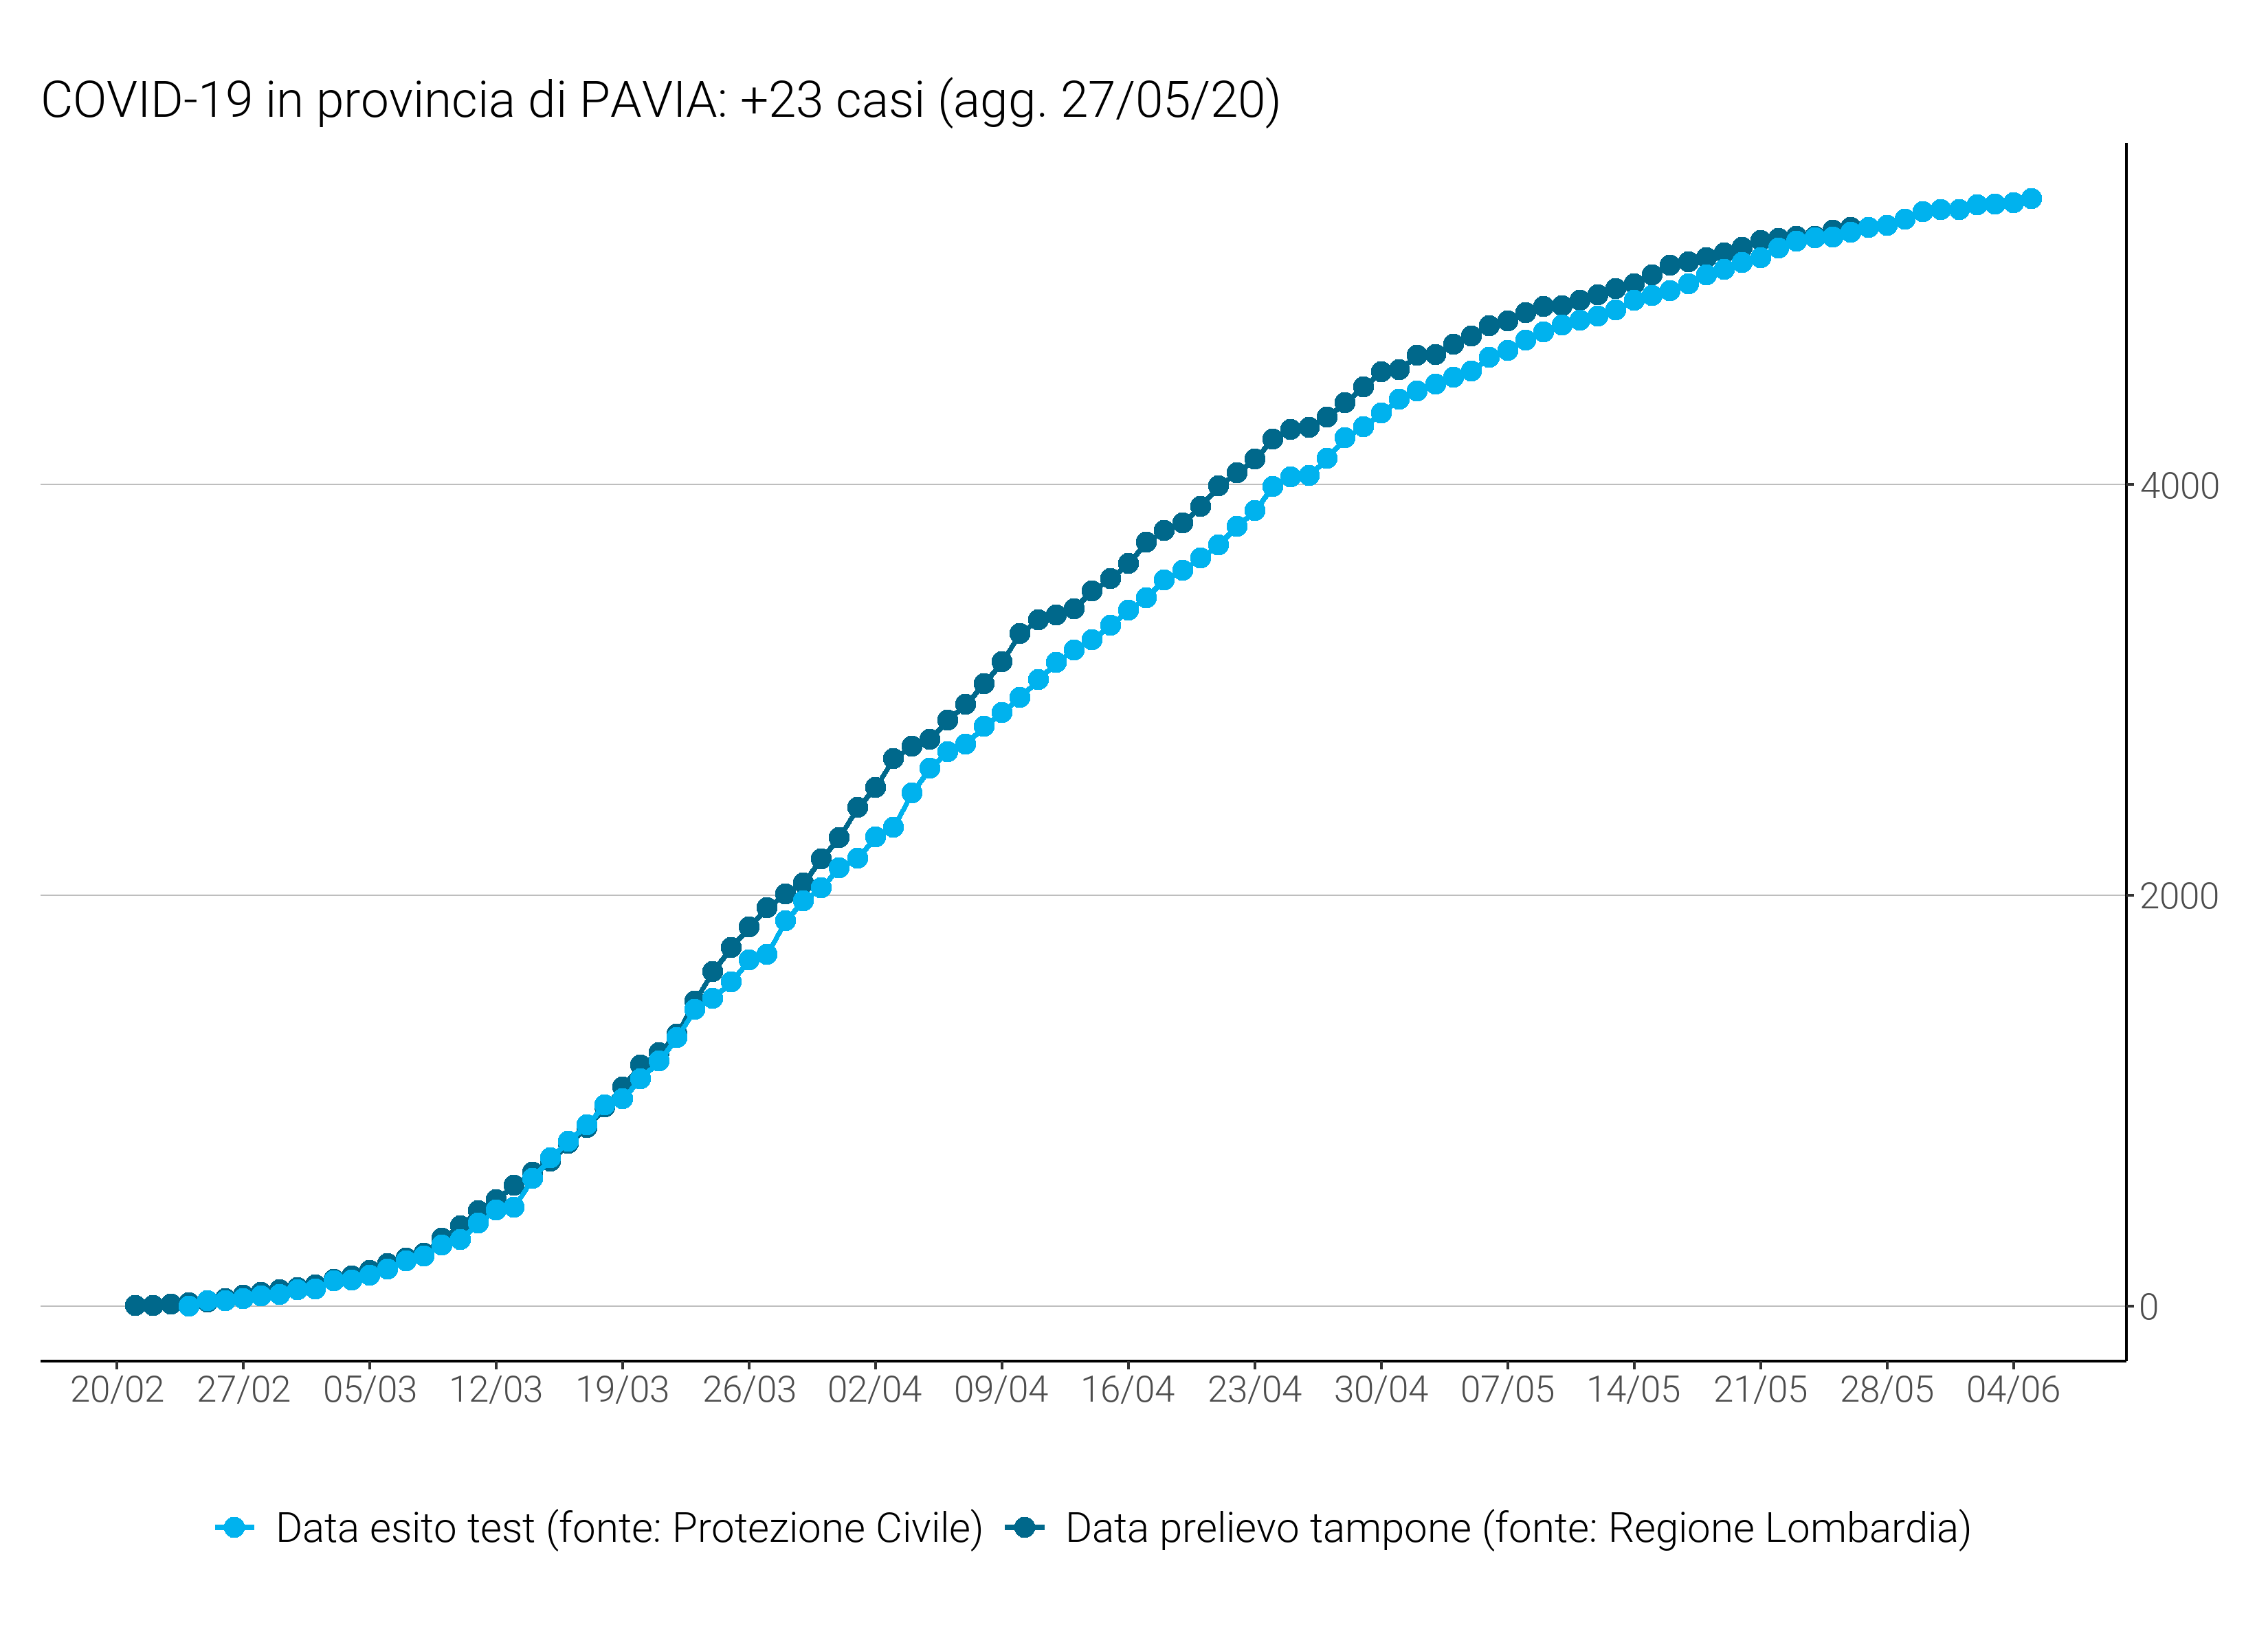 COVID-19 in provincia di PAVIA: +23 casi (agg. 27/05/20)
4000
2000
0
20/02 27/02 05/03 12/03 19/03 26/03 02/04 09/04 16/04 23/04 30/04 07/05 14/05 21/05 28/05 04/06
Data esito test (fonte: Protezione Civile) Data prelievo tampone (fonte: Regione Lombardia)